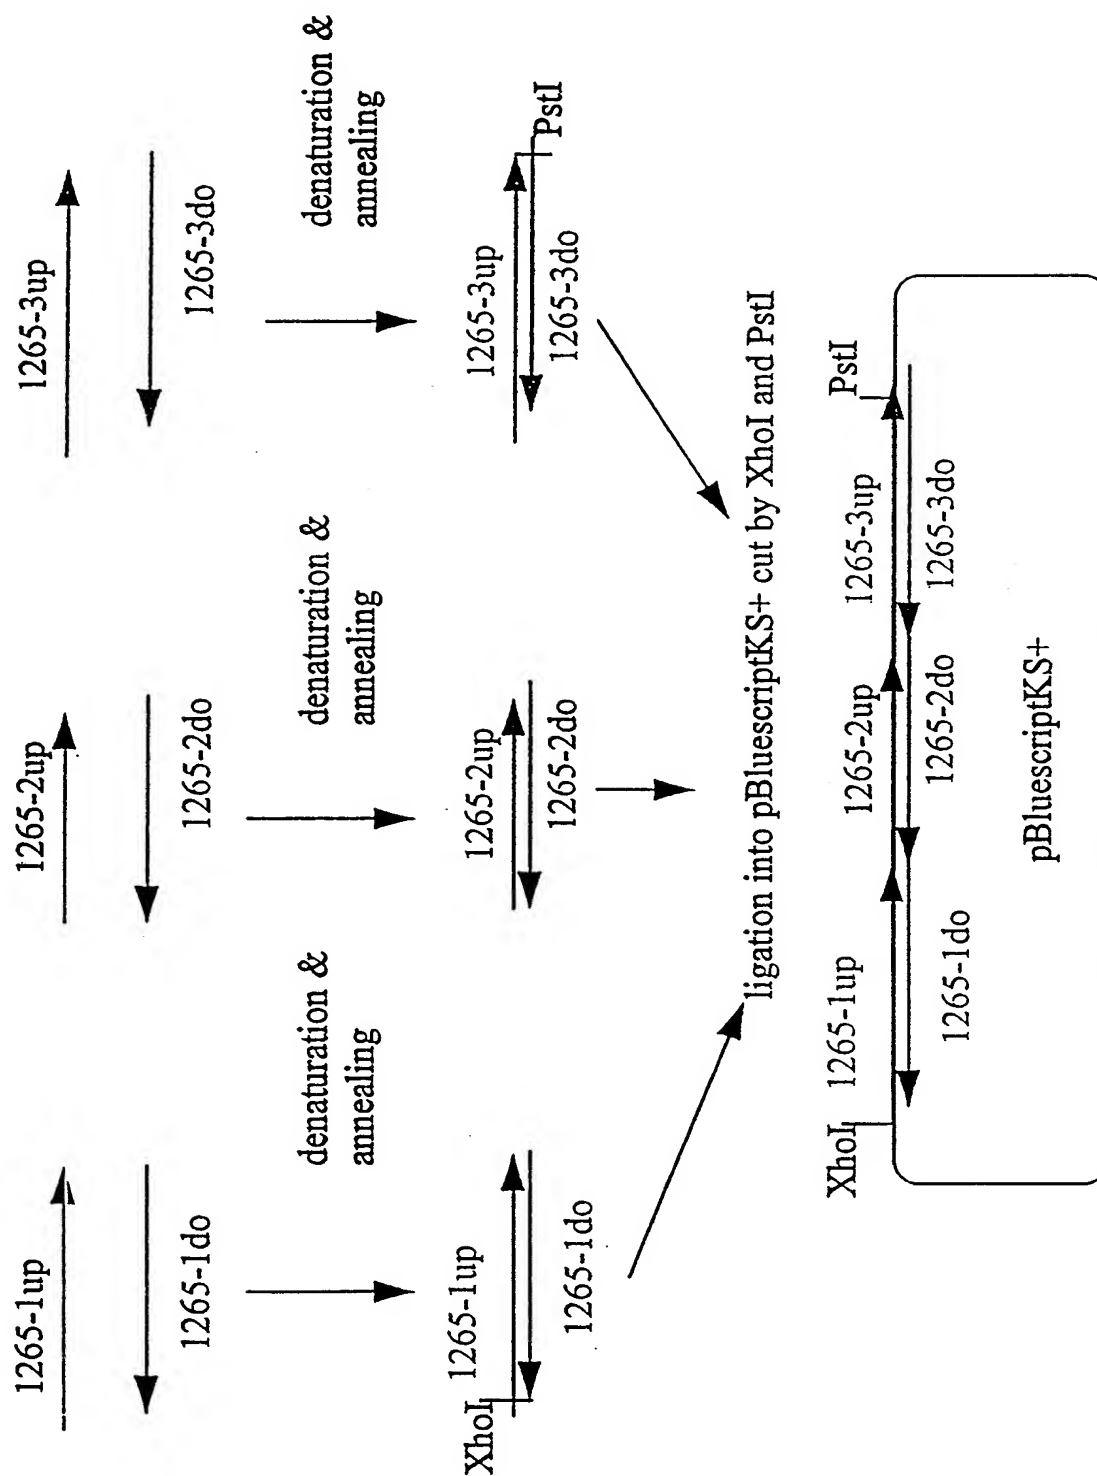 1265-1up
1265-2up
1265-3up
1265-1do
1265-2do
1265-3do
denaturation &
annealing
denaturation &
annealing
denaturation &
annealing
XhoI
1265-1up
1265-2up
1265-3up
PstI
1265-1do
1265-2do
1265-3do
ligation into pBluescriptKS+ cut by XhoI and PstI
XhoI
1265-1up
1265-2up
1265-3up
PstI
1265-1do
1265-2do
1265-3do
pBluescriptKS+